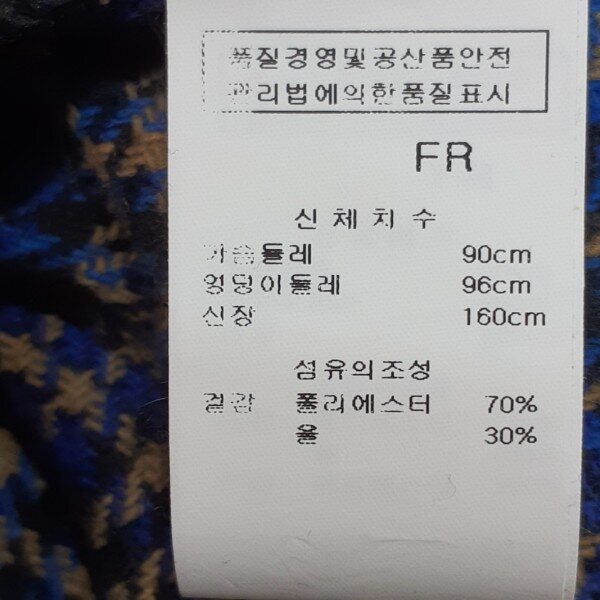 품질경영및공산품안전
관리법에의한품질표시
FR
신체치수
가슴둘레 90cm
엉덩이둘레 96cm
신장 160cm
섬유의조성
겉감 폴리에스터 70%
울 30%